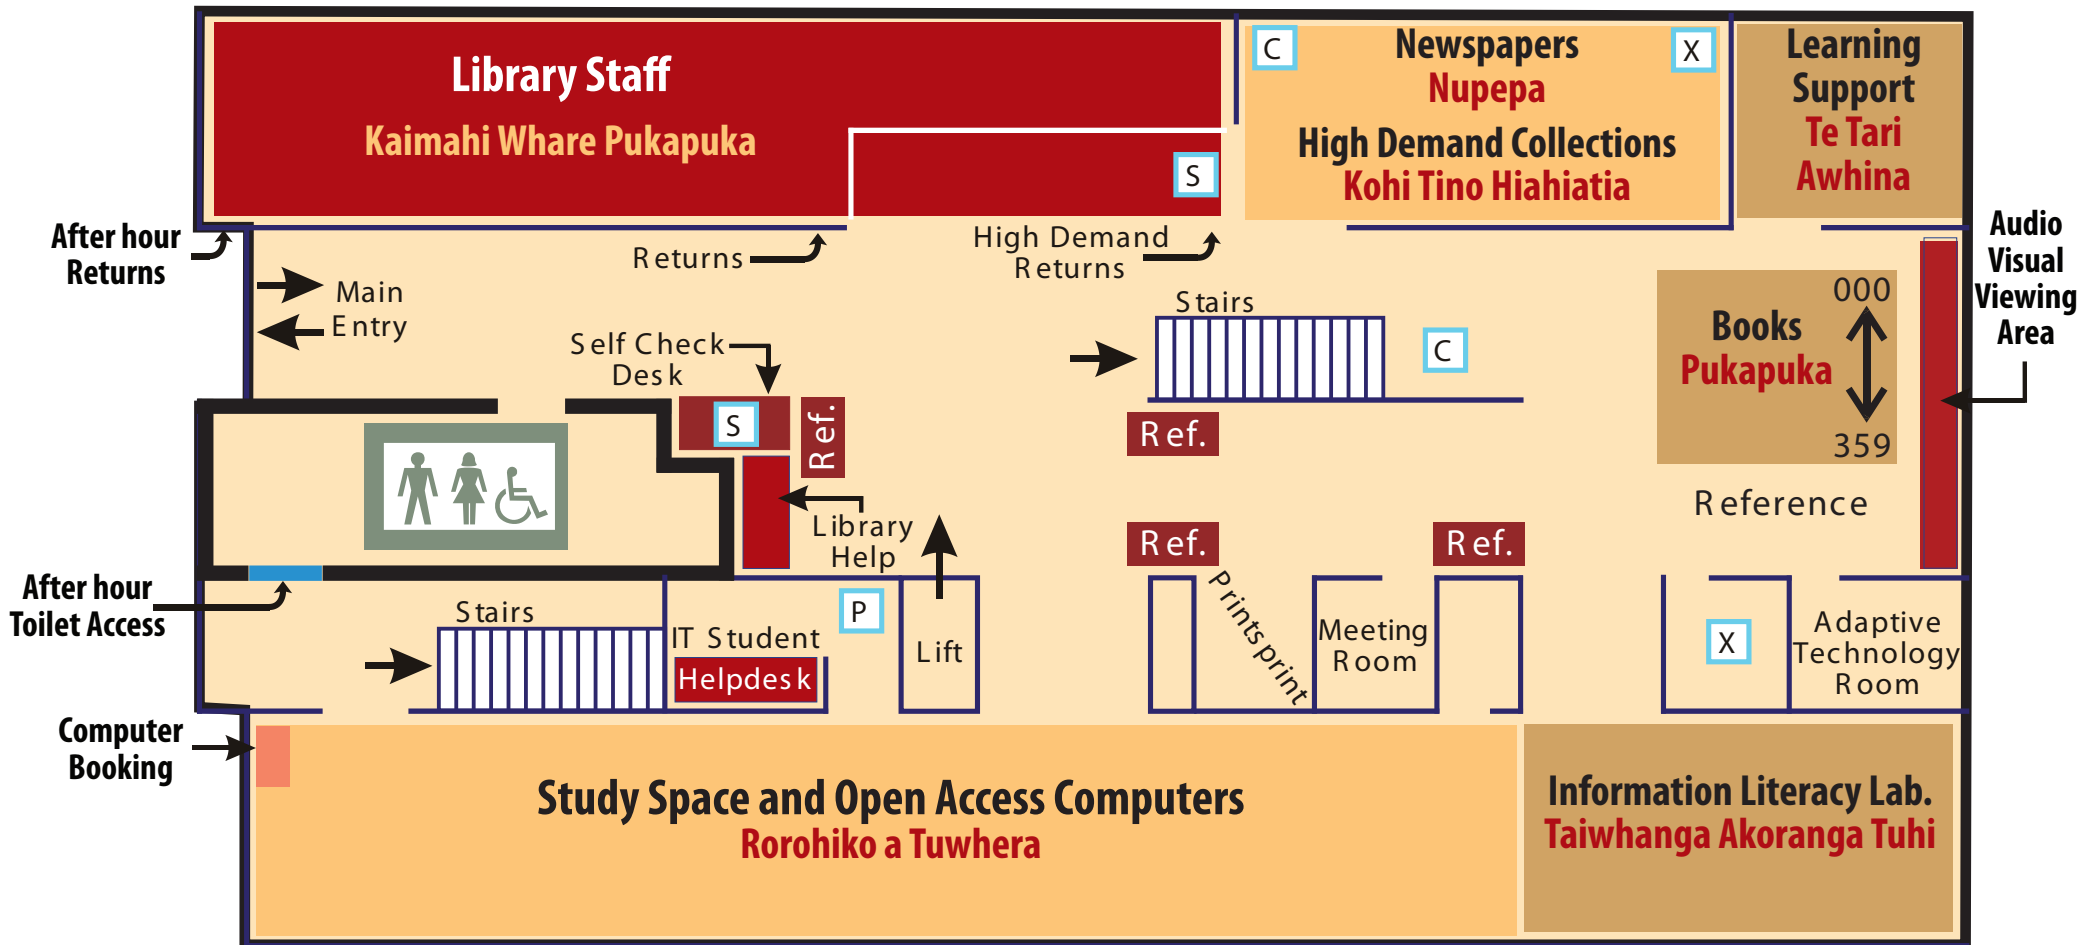 Library Staff
Kaimahi Whare Pukapuka
S
C
Newspapers
Nupepa
X
High Demand Collections
Kohi Tino Hiahiatia
Learning
Support
Te Tari
Awhina
After hour
Returns
Returns
High Demand
Returns
Audio
Visual
Viewing
Area
Main
Entry
Stairs
C
Books
Pukapuka
000
359
Self Check
Desk
S
Ref.
Ref.
Reference
Library
Help
Ref.
Ref.
After hour
Toilet Access
Stairs
IT Student
Helpdesk
P
Lift
Printsprint
Meeting
Room
X
Adaptive
Technology
Room
Computer
Booking
Study Space and Open Access Computers
Rorohiko a Tuwhera
Information Literacy Lab.
Taiwhanga Akoranga Tuhi